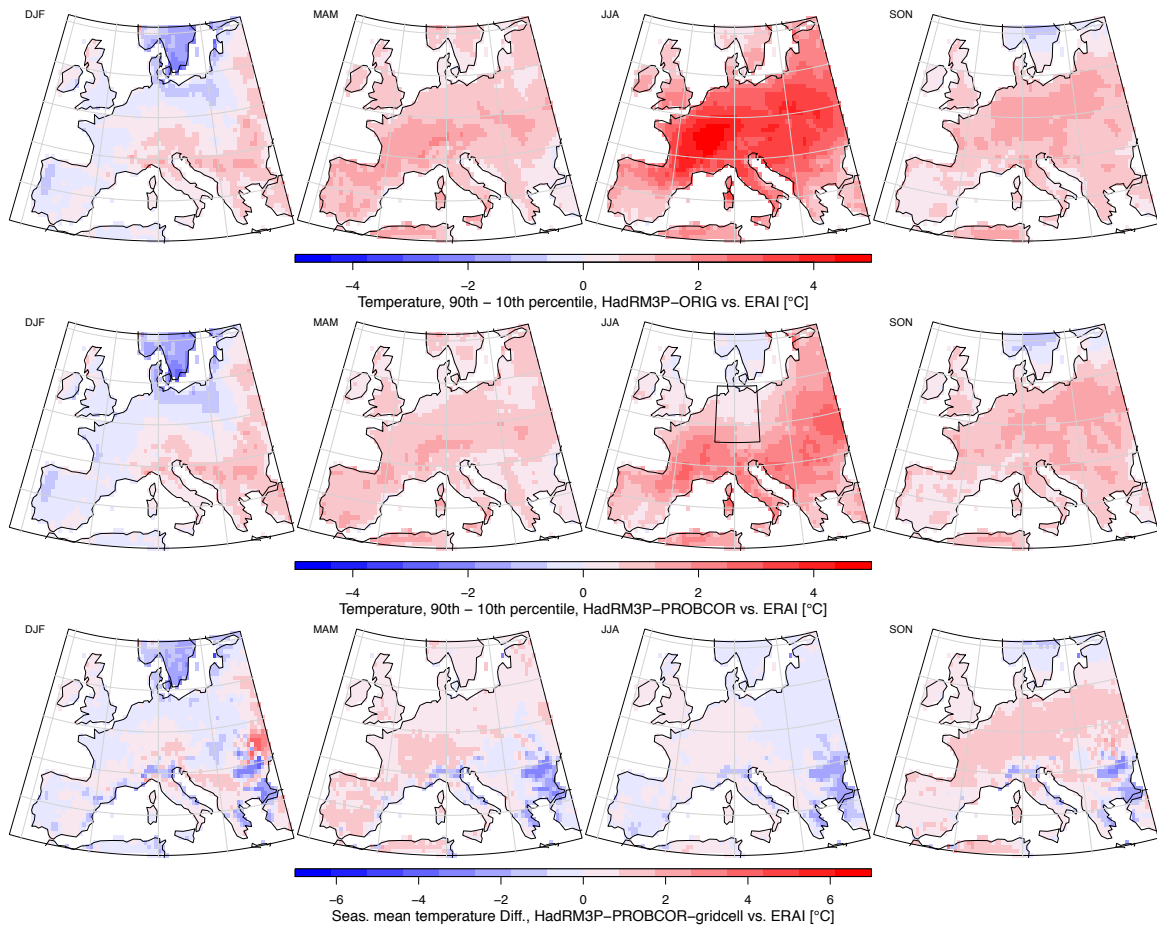 DJF MAM JJA SON
−4 −2 0 2 4
Temperature, 90th − 10th percentile, HadRM3P−ORIG vs. ERAI [°C]
DJF MAM JJA SON
−4 −2 0 2 4
Temperature, 90th − 10th percentile, HadRM3P−PROBCOR vs. ERAI [°C]
DJF MAM JJA SON
−6 −4 −2 0 2 4 6
Seas. mean temperature Diff., HadRM3P−PROBCOR−gridcell vs. ERAI [°C]